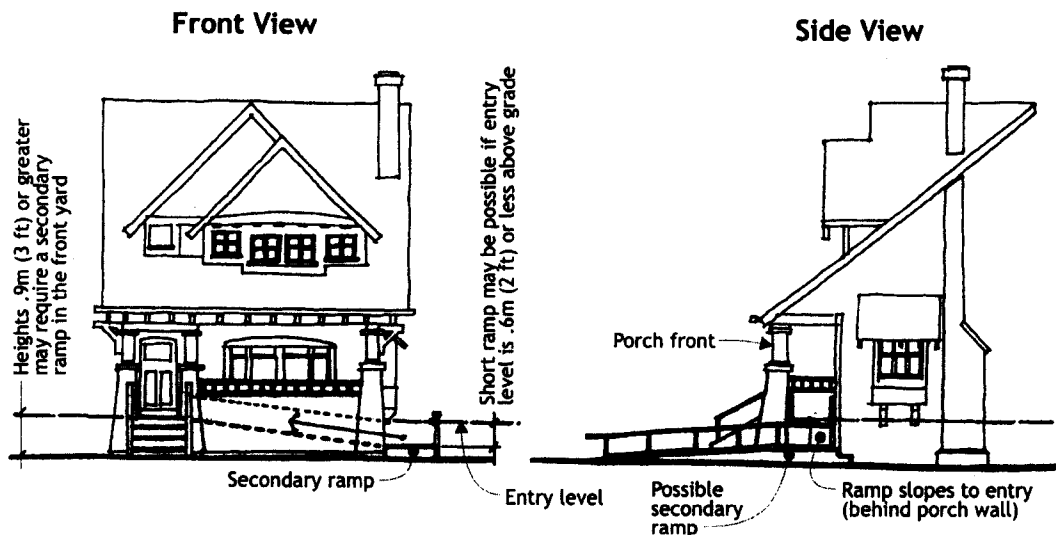 Front View
Side View
Heights .9m (3 ft) or greater
may require a secondary
ramp in the front yard
Short ramp may be possible if entry
level is .6m (2 ft) or less above grade
Porch front
Secondary ramp
Entry level
Possible
secondary
ramp
Ramp slopes to entry
(behind porch wall)